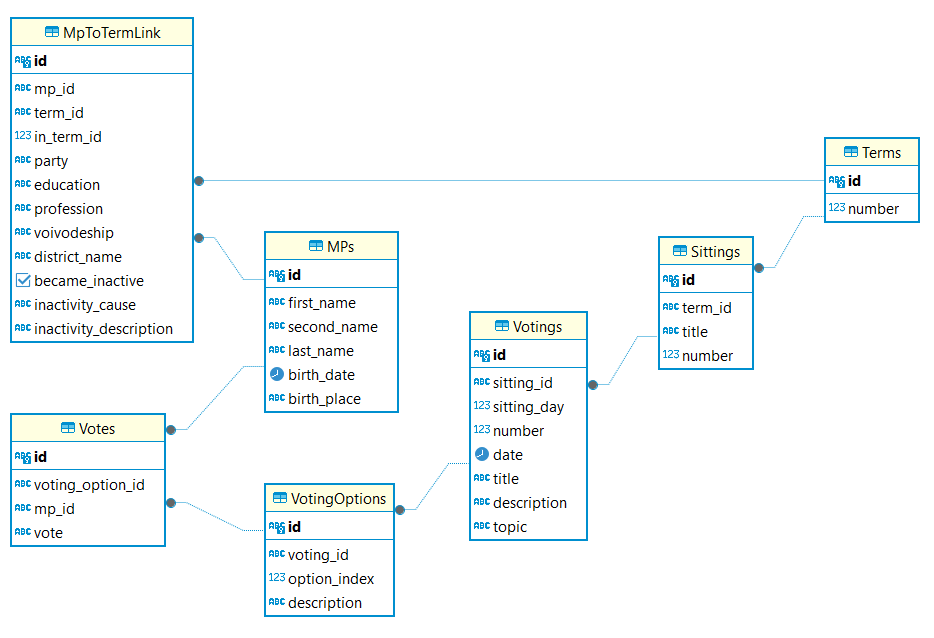 MpToTermLink
ABC id
ABC mp_id
ABC term_id
123 in_term_id
ABC party
ABC education
ABC profession
ABC voivodeship
ABC district_name
became_inactive
ABC inactivity_cause
ABC inactivity_description
Terms
ABC id
123 number
MPs
ABC id
ABC first_name
ABC second_name
ABC last_name
birth_date
ABC birth_place
Sittings
ABC id
ABC term_id
ABC title
123 number
Votings
ABC id
ABC sitting_id
123 sitting_day
123 number
date
ABC title
ABC description
ABC topic
Votes
ABC id
ABC voting_option_id
ABC mp_id
ABC vote
VotingOptions
ABC id
ABC voting_id
123 option_index
ABC description